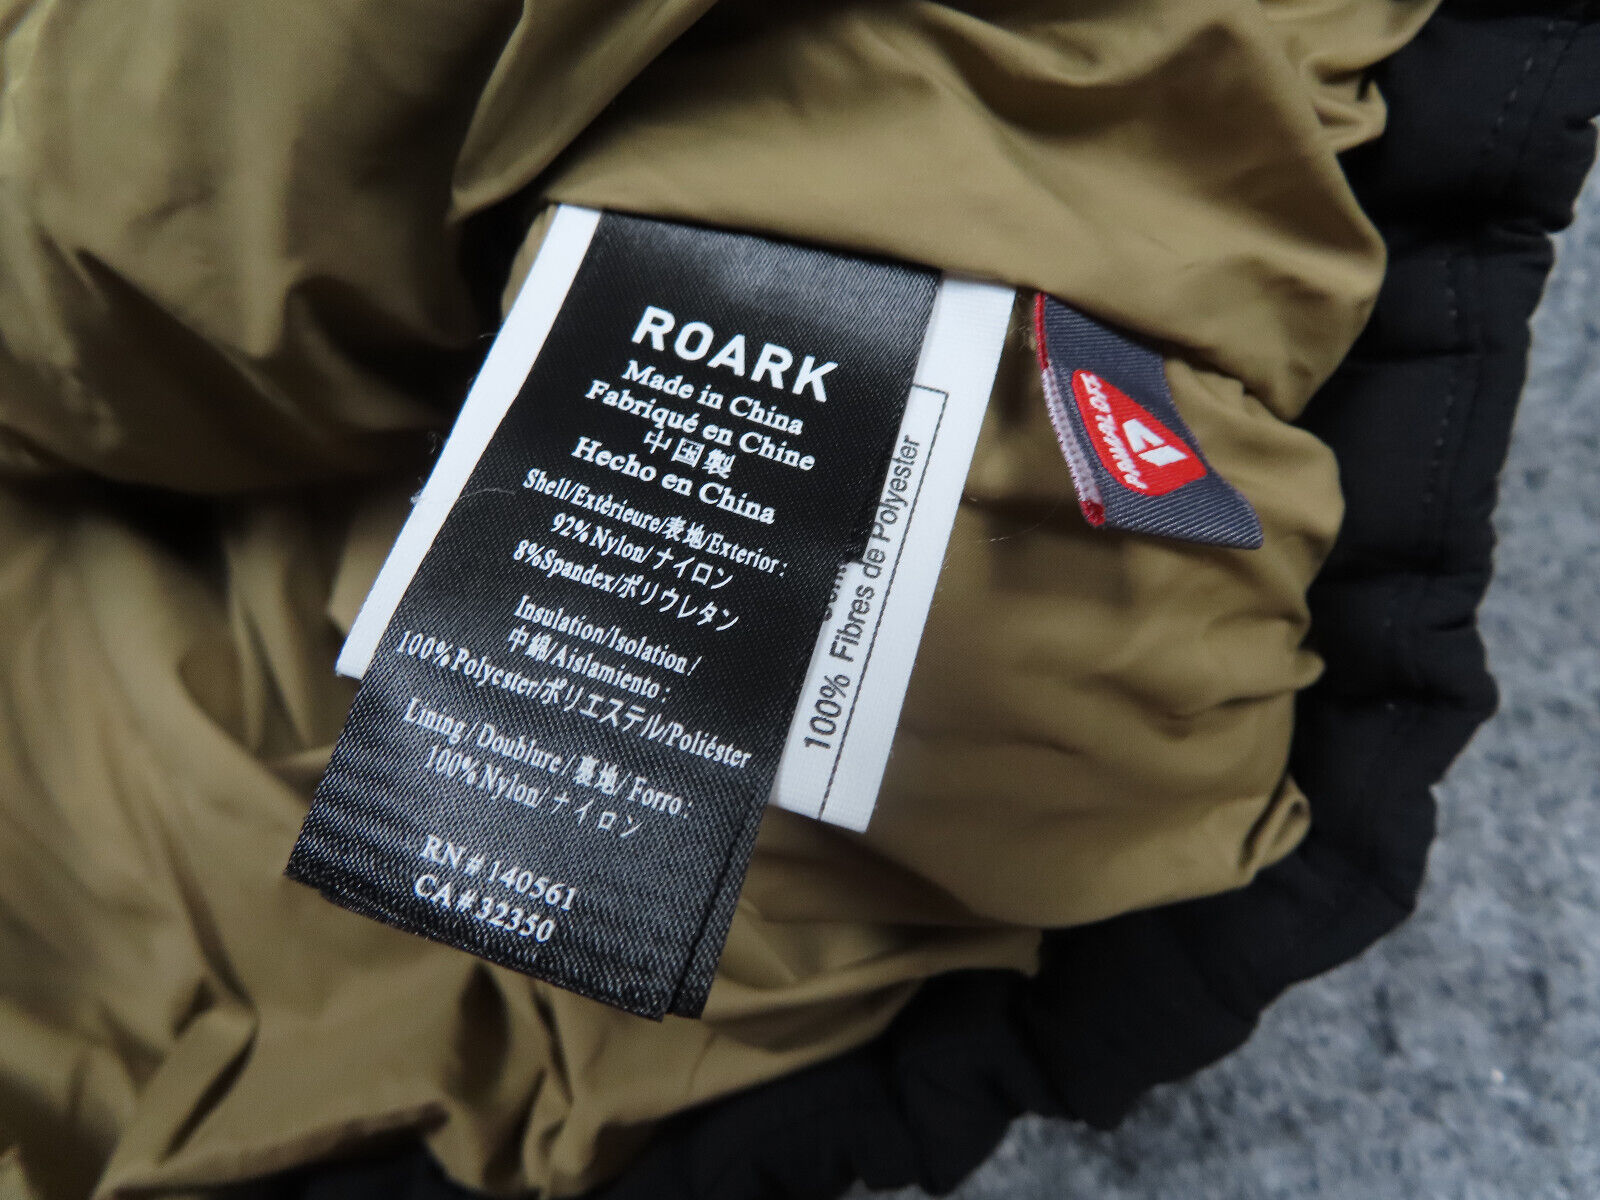 ROARK
Made in China
Fabriqué en Chine
中国製
Hecho en China
Shell/Extèrieure/表地/Exterior:
92%Nylon/ナイロン
8%Spandex/ポリウレタン
Insulation/Isolation/
中綿/Aislamiento:
100%Polyester/ポリエステル/Poliéster
Lining/Doublure/裏地/Forro:
100%Nylon/ナイロン
RN#140561
CA#32350
100% Fibres de Polyester
PRIMALOFT